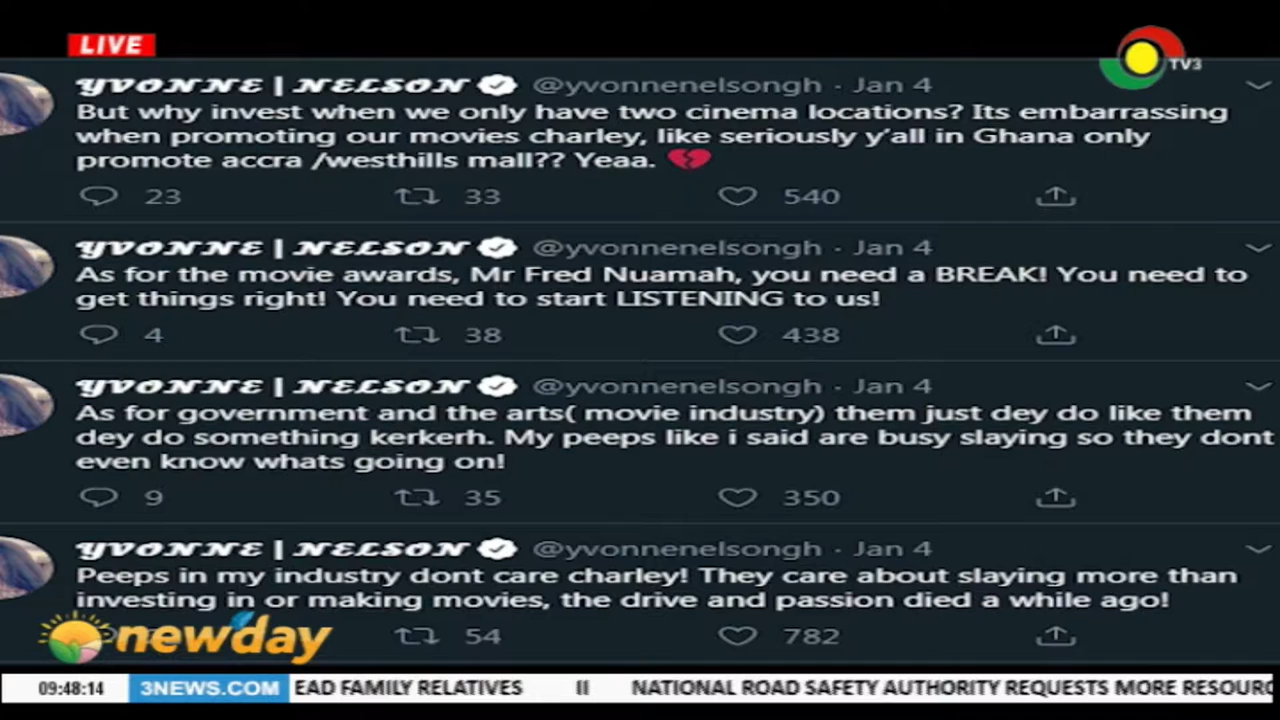 LIVE
TV3
YVONNE | NELSON @yvonnenelsongh · Jan 4
But why invest when we only have two cinema locations? Its embarrassing
when promoting our movies charley, like seriously y'all in Ghana only
promote accra /westhills mall?? Yeaa. 💔
23 33 540
YVONNE | NELSON @yvonnenelsongh · Jan 4
As for the movie awards, Mr Fred Nuamah, you need a BREAK! You need to
get things right! You need to start LISTENING to us!
4 38 438
YVONNE | NELSON @yvonnenelsongh · Jan 4
As for government and the arts( movie industry) them just dey do like them
dey do something kerkerh. My peeps like i said are busy slaying so they dont
even know whats going on!
9 35 350
YVONNE | NELSON @yvonnenelsongh · Jan 4
Peeps in my industry dont care charley! They care about slaying more than
investing in or making movies, the drive and passion died a while ago!
54 782
newday
09:48:14 3NEWS.COM EAD FAMILY RELATIVES II NATIONAL ROAD SAFETY AUTHORITY REQUESTS MORE RESOURC